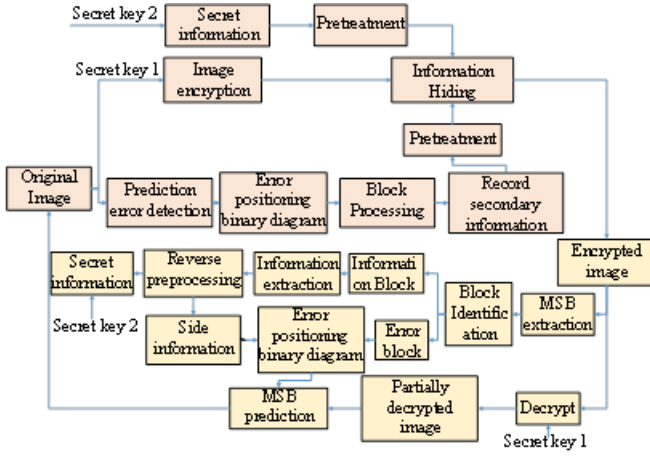 Secret key 2
Secret
information
Pretreatment
Secret key 1
Image
encryption
Information
Hiding
Pretreatment
Original
Image
Prediction
error detection
Error
positioning
binary diagram
Block
Processing
Record
secondary
information
Encrypted
image
Secret
information
Reverse
preprocessing
Information
extraction
Informati
on Block
Block
Identific
ation
MSB
extraction
Secret key 2
Side
information
Error
positioning
binary diagram
Error
block
MSB
prediction
Partially
decrypted
image
Decrypt
Secret key 1